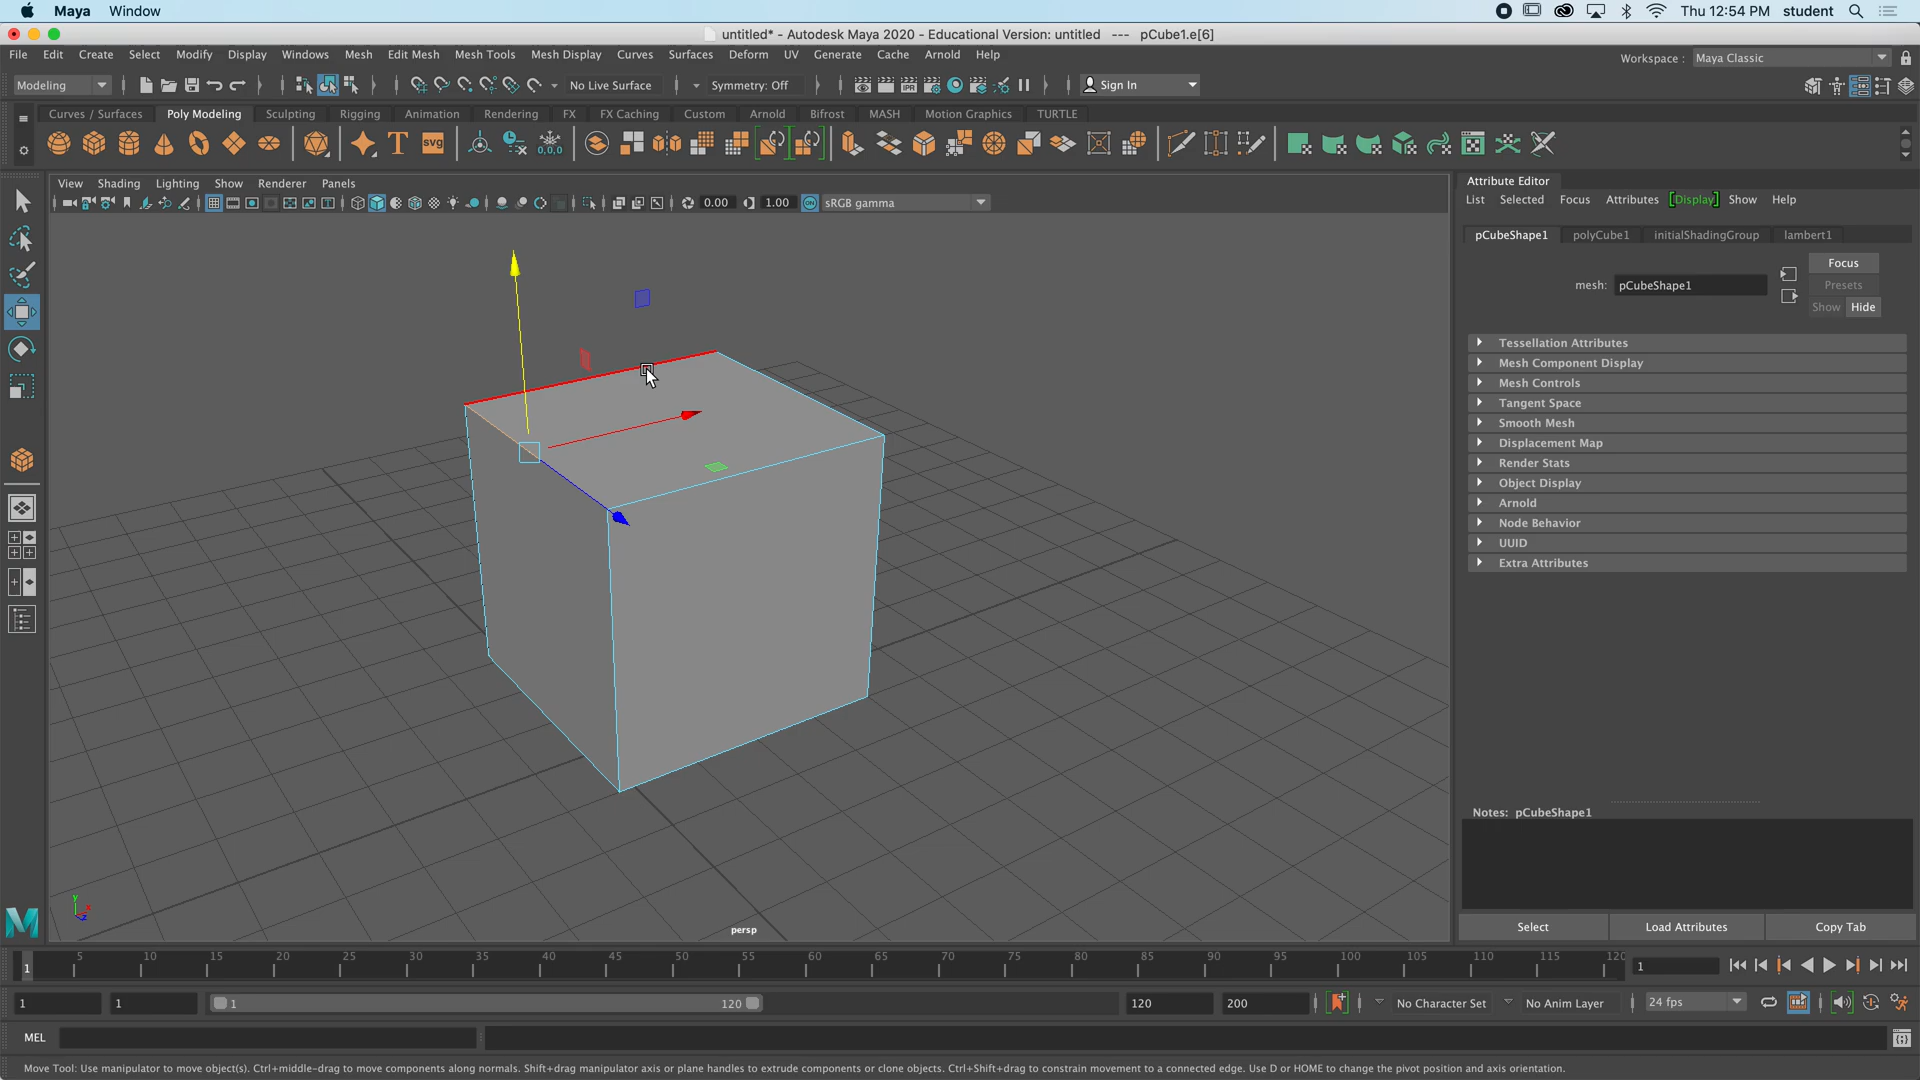 Maya Window
Thu 12:54 PM student
untitled* - Autodesk Maya 2020 - Educational Version: untitled --- pCube1.e[6]
File Edit Create Select Modify Display Windows Mesh Edit Mesh Mesh Tools Mesh Display Curves Surfaces Deform UV Generate Cache Arnold Help
Workspace : Maya Classic
Modeling No Live Surface Symmetry: Off Sign In
Curves / Surfaces Poly Modeling Sculpting Rigging Animation Rendering FX FX Caching Custom Arnold Bifrost MASH Motion Graphics TURTLE
View Shading Lighting Show Renderer Panels
0.00 1.00 ON sRGB gamma
Attribute Editor
List Selected Focus Attributes [Display] Show Help
pCubeShape1 polyCube1 initialShadingGroup lambert1
Focus
mesh: pCubeShape1 Presets
Show Hide
Tessellation Attributes
Mesh Component Display
Mesh Controls
Tangent Space
Smooth Mesh
Displacement Map
Render Stats
Object Display
Arnold
Node Behavior
UUID
Extra Attributes
Notes: pCubeShape1
Select Load Attributes Copy Tab
y x z
persp
1 5 10 15 20 25 30 35 40 45 50 55 60 65 70 75 80 85 90 95 100 105 110 115 120 1
1 1 1 120 120 200 No Character Set No Anim Layer 24 fps
MEL
Move Tool: Use manipulator to move object(s). Ctrl+middle-drag to move components along normals. Shift+drag manipulator axis or plane handles to extrude components or clone objects. Ctrl+Shift+drag to constrain movement to a connected edge. Use D or HOME to change the pivot position and axis orientation.